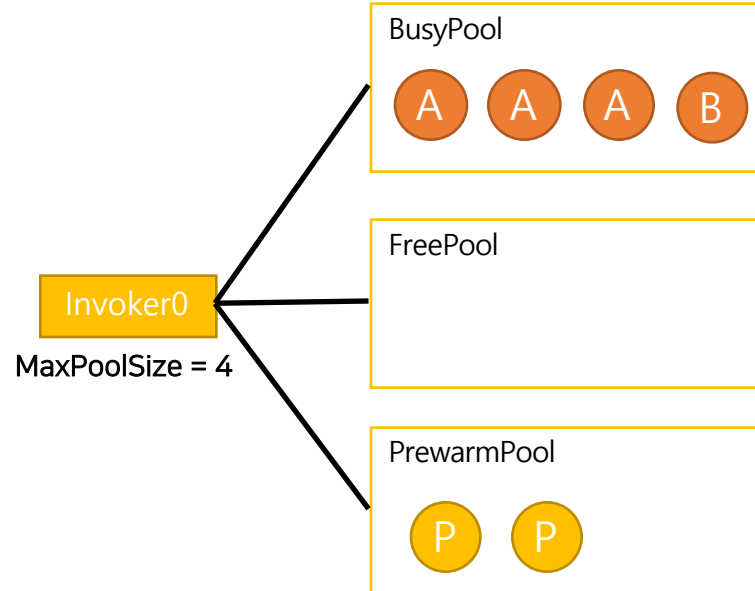 BusyPool
A A A B
FreePool
Invoker0
MaxPoolSize = 4
PrewarmPool
P P